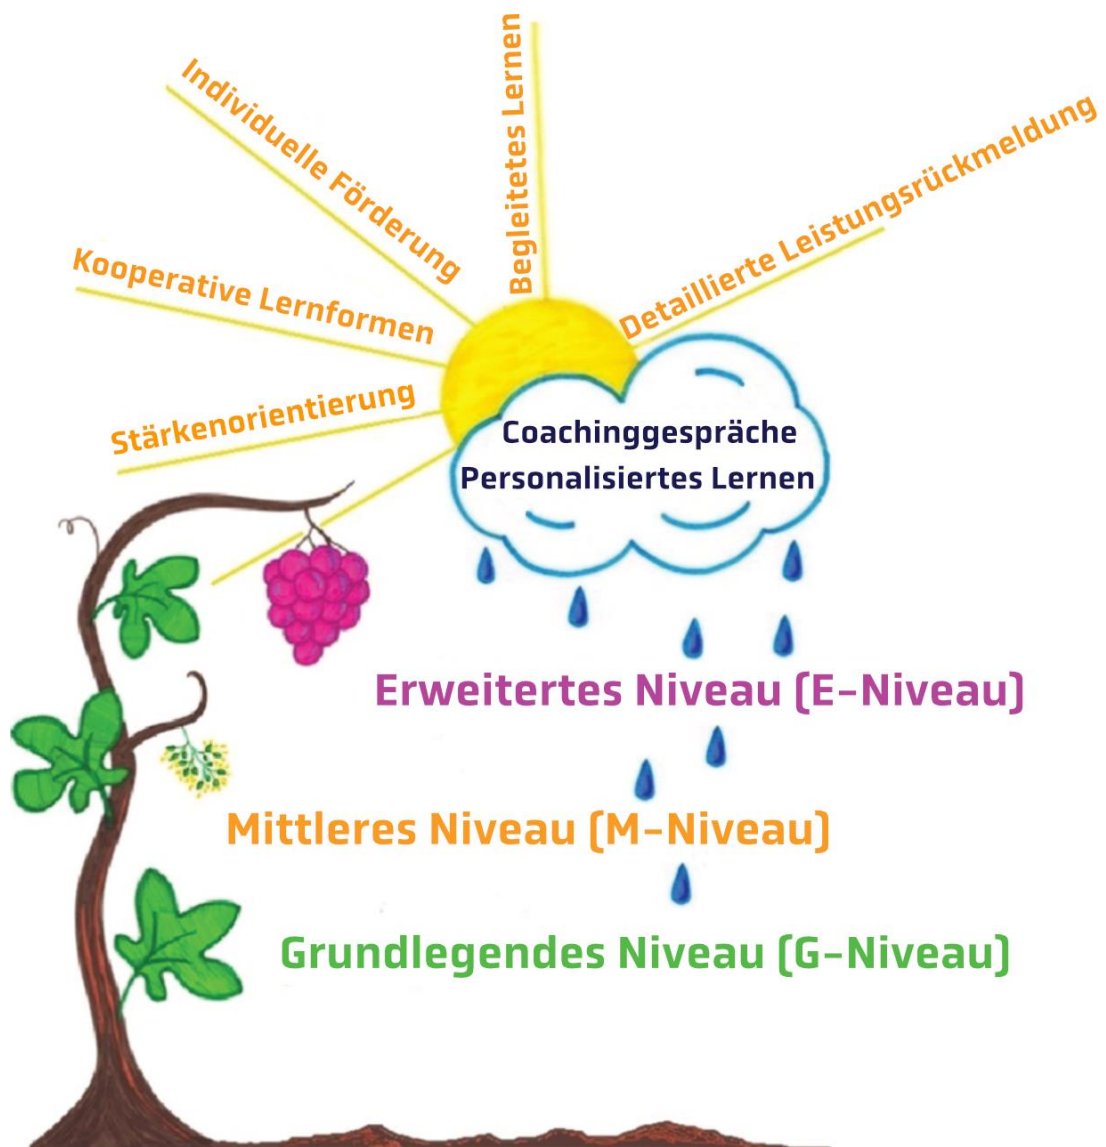 Individuelle Förderung
Begleitetes Lernen
Detaillierte Leistungsrückmeldung
Kooperative Lernformen
Stärkenorientierung
Coachinggespräche
Personalisiertes Lernen
Erweitertes Niveau (E-Niveau)
Mittleres Niveau (M-Niveau)
Grundlegendes Niveau (G-Niveau)